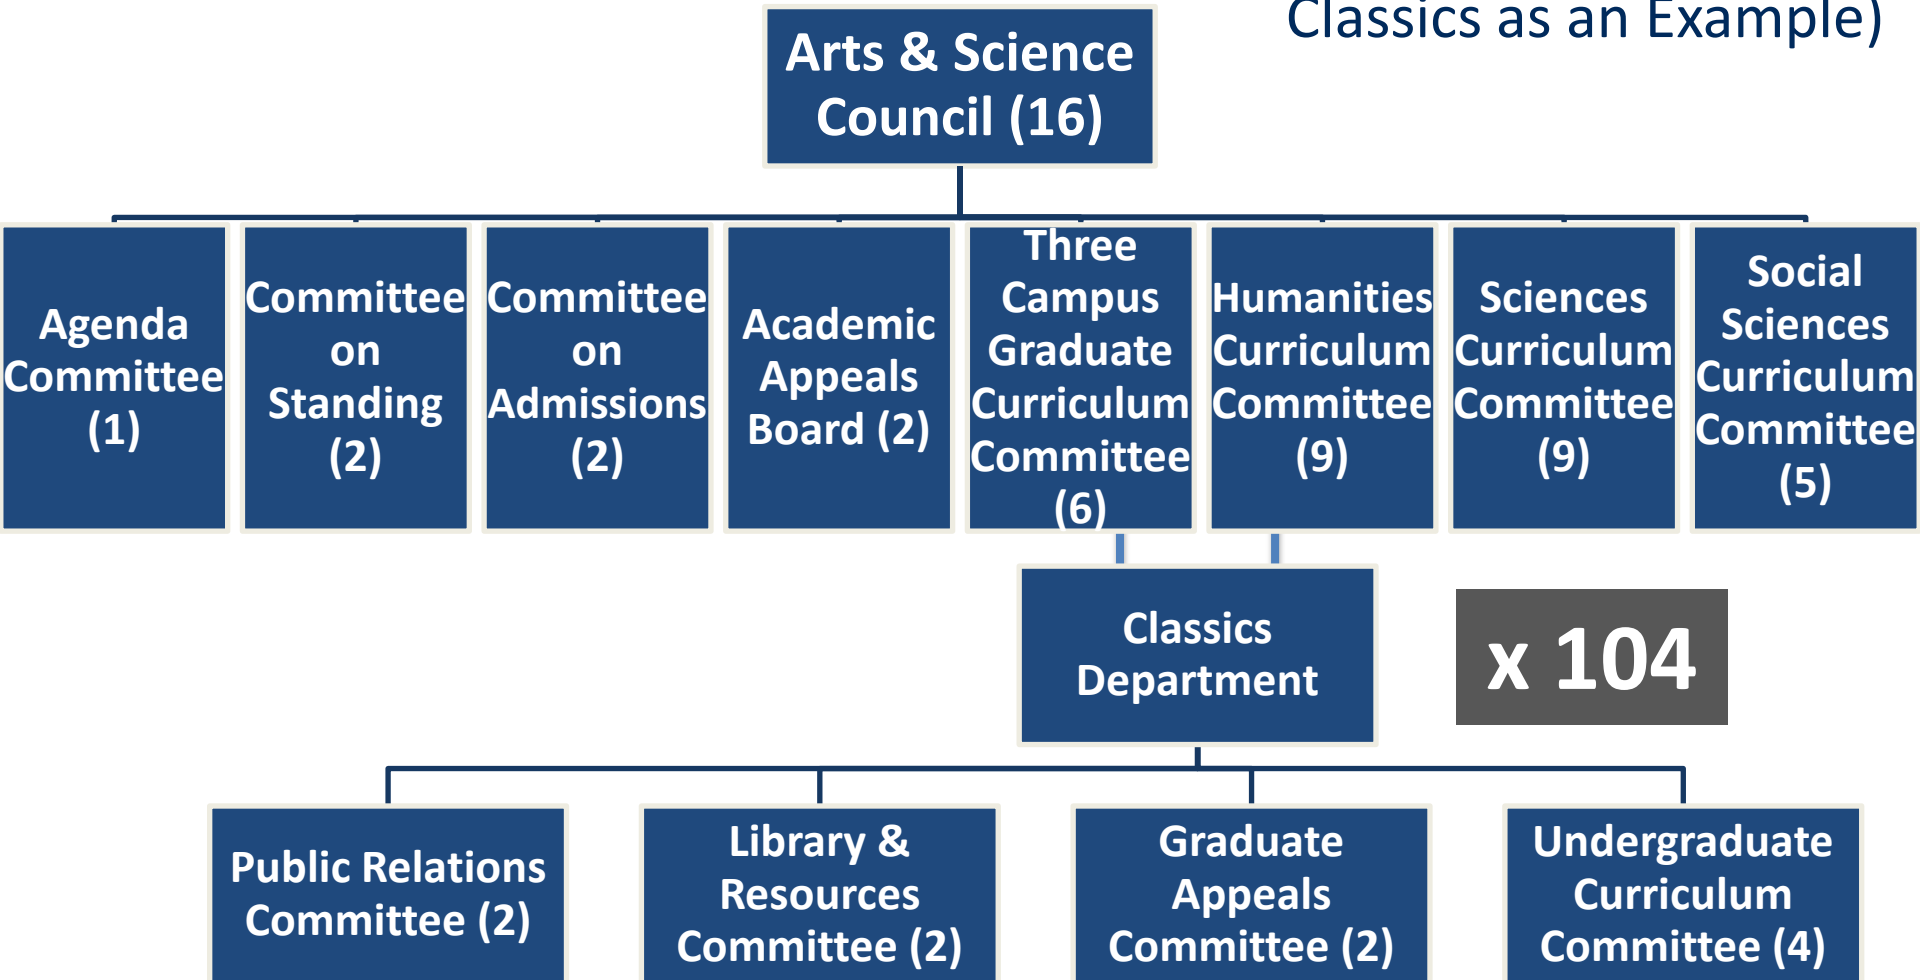 Classics as an Example)
Arts & Science
Council (16)
Agenda
Committee
(1)
Committee
on
Standing
(2)
Committee
on
Admissions
(2)
Academic
Appeals
Board (2)
Three
Campus
Graduate
Curriculum
Committee
(6)
Humanities
Curriculum
Committee
(9)
Sciences
Curriculum
Committee
(9)
Social
Sciences
Curriculum
Committee
(5)
Classics
Department
x 104
Public Relations
Committee (2)
Library &
Resources
Committee (2)
Graduate
Appeals
Committee (2)
Undergraduate
Curriculum
Committee (4)